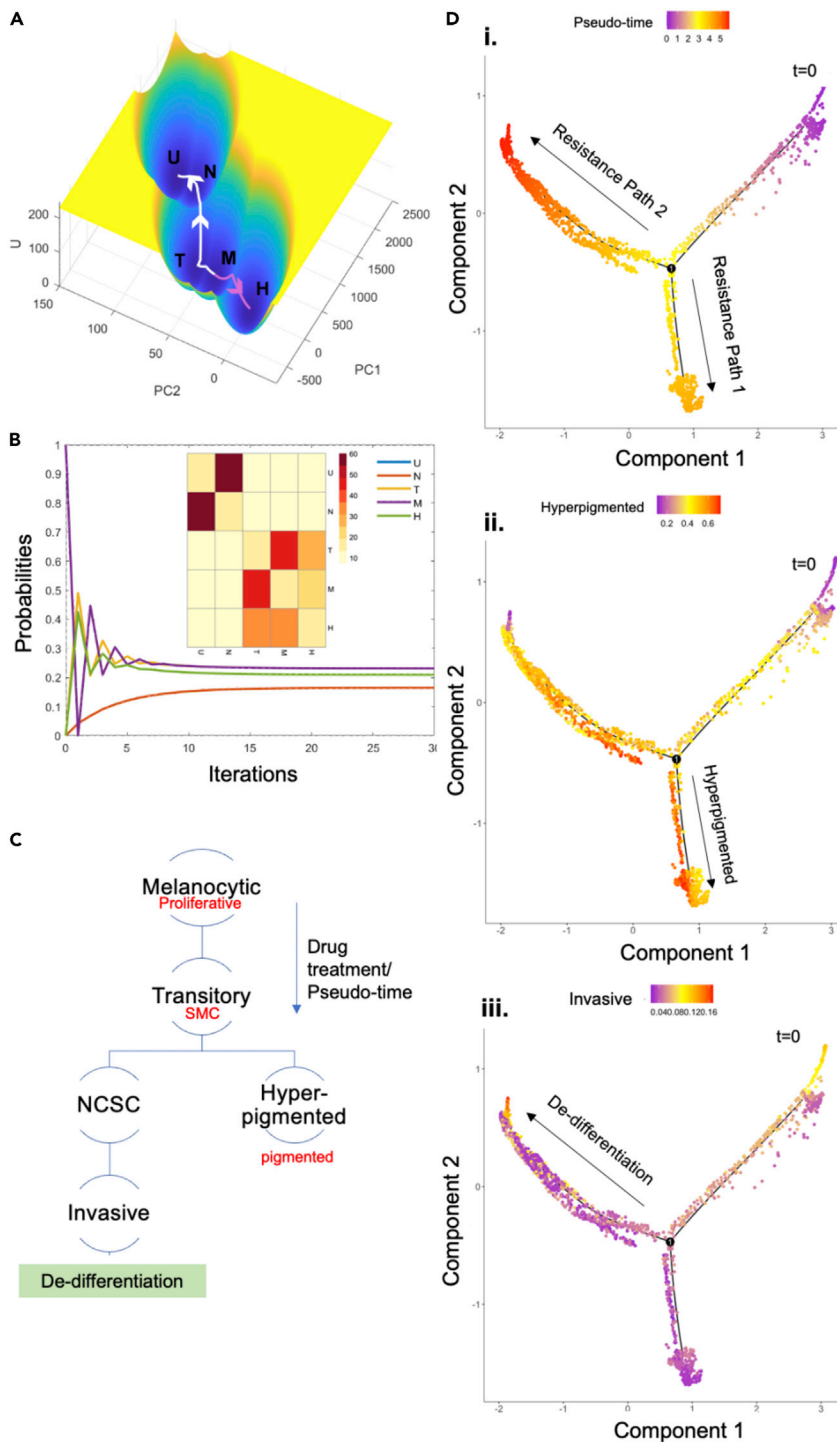 A
U
N
T
M
H
U
200
100
0
150
100
50
0
PC2
-500
0
500
1000
1500
2000
2500
PC1
B
Probabilities
1
0.9
0.8
0.7
0.6
0.5
0.4
0.3
0.2
0.1
0
0 5 10 15 20 25 30
Iterations
U
N
T
M
H
U N T M H
60
50
40
30
20
10
U
N
T
M
H
C
Melanocytic
Proliferative
Transitory
SMC
Drug
treatment/
Pseudo-time
NCSC
Hyper-
pigmented
pigmented
Invasive
De-differentiation
D
i.
Pseudo-time
0 1 2 3 4 5
t=0
Resistance Path 2
Resistance Path 1
1
Component 2
1
0
-1
-2 -1 0 1 2 3
Component 1
ii.
Hyperpigmented
0.2 0.4 0.6
t=0
Hyperpigmented
1
Component 2
1
0
-1
-2 -1 0 1 2 3
Component 1
iii.
Invasive
0.040.080.120.16
t=0
De-differentiation
1
Component 2
1
0
-1
-2 -1 0 1 2 3
Component 1